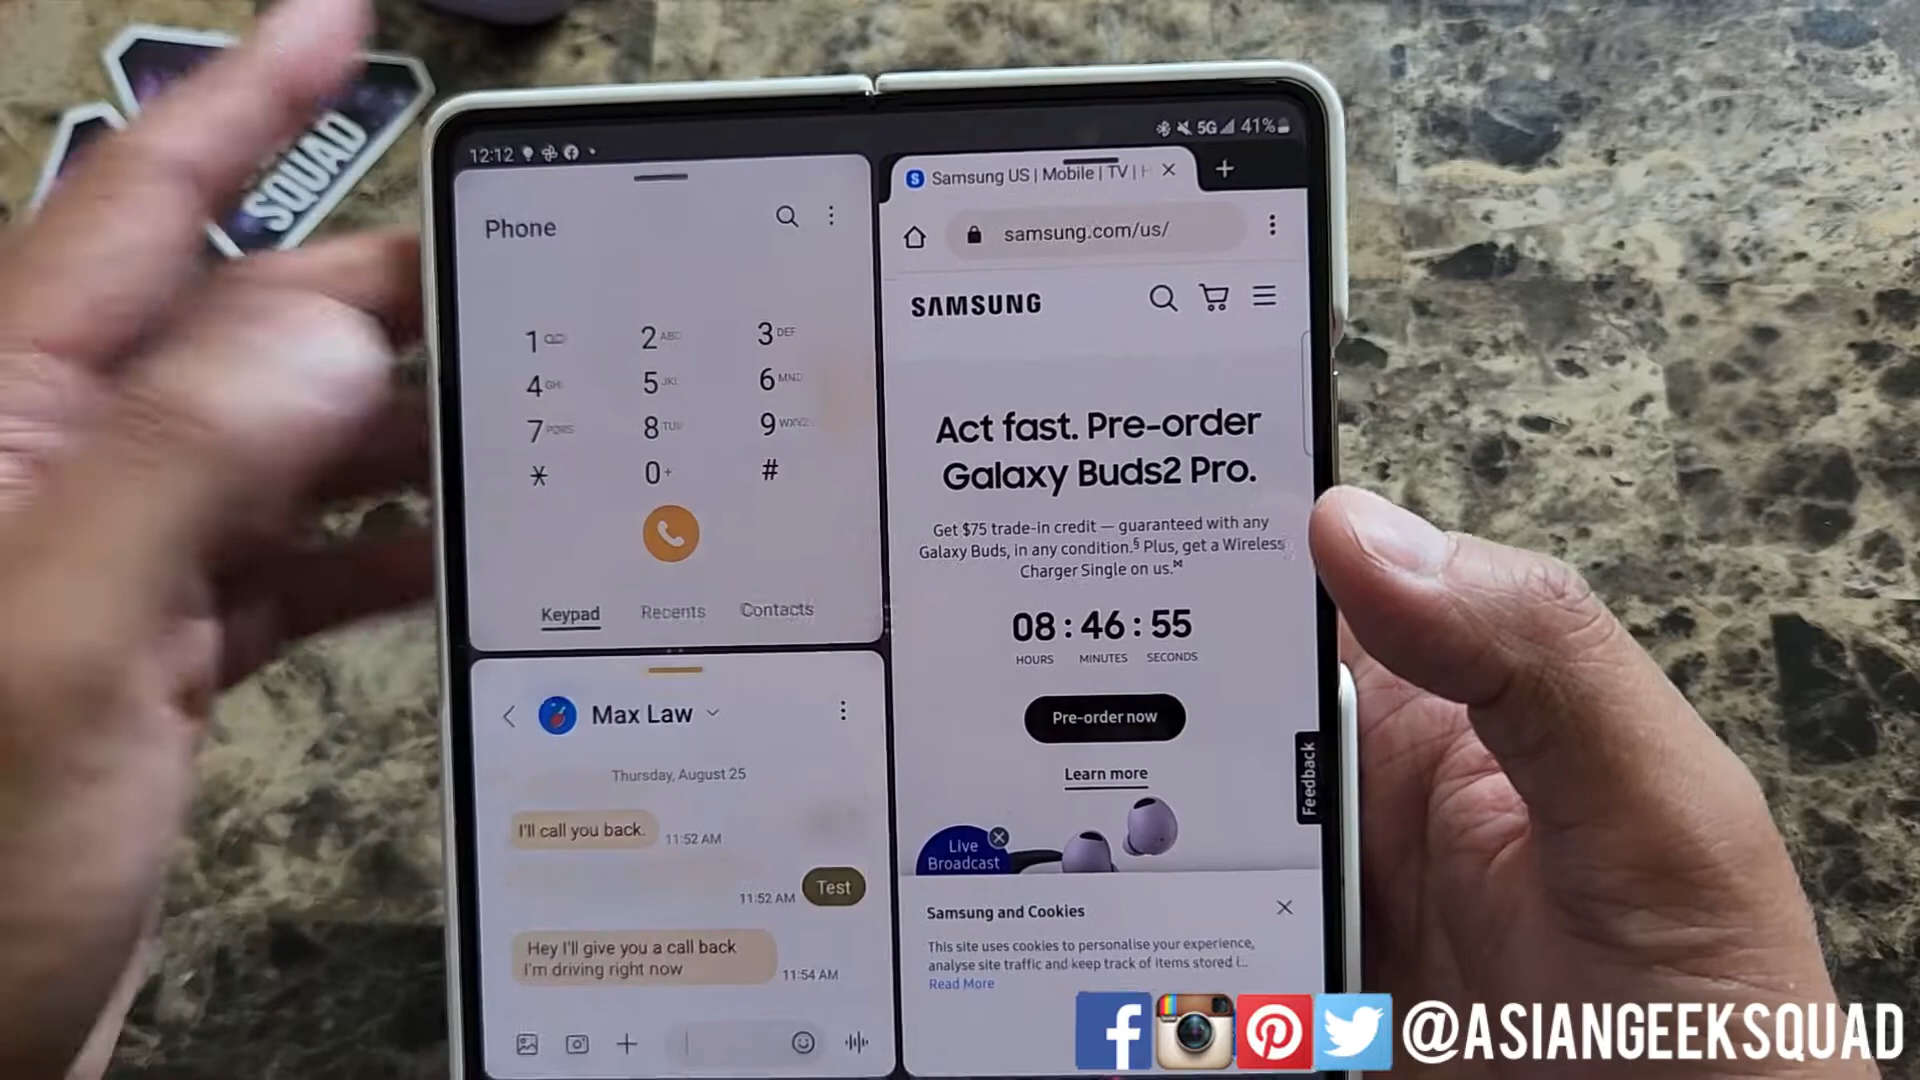 SQUAD
12:12
5G 41%
Phone
1
2 ABC
3 DEF
4 GHI
5 JKL
6 MNO
7 PQRS
8 TUV
9 WXYZ
*
0+
#
Keypad Recents Contacts
Max Law
Thursday, August 25
I'll call you back. 11:52 AM
11:52 AM Test
Hey I'll give you a call back
I'm driving right now
11:54 AM
Samsung US | Mobile | TV | H
samsung.com/us/
SAMSUNG
Act fast. Pre-order
Galaxy Buds2 Pro.
Get $75 trade-in credit — guaranteed with any
Galaxy Buds, in any condition.§ Plus, get a Wireless
Charger Single on us.⋈
08 : 46 : 55
HOURS MINUTES SECONDS
Pre-order now
Learn more
Feedback
Live
Broadcast
Samsung and Cookies
This site uses cookies to personalise your experience,
analyse site traffic and keep track of items stored i...
Read More
@ASIANGEEKSQUAD